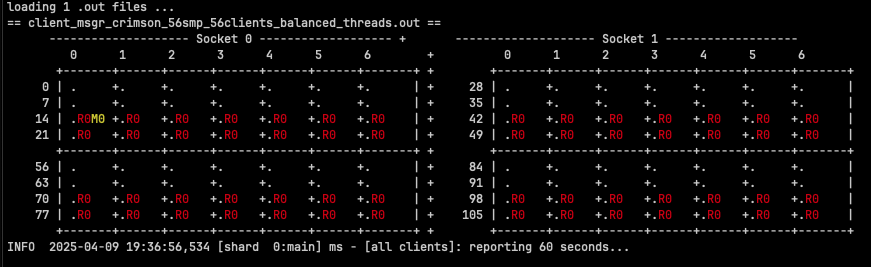 loading 1 .out files ...
== client_msgr_crimson_56smp_56clients_balanced_threads.out ==
      -------------------- Socket 0 ------------------- +      -------------------- Socket 1 -------------------
        0      1      2      3      4      5      6       +        0      1      2      3      4      5      6
      +------+------+------+------+------+------+------+ +      +------+------+------+------+------+------+------+
    0 | .    +.     +.     +.     +.     +.     +.     | +   28 | .    +.     +.     +.     +.     +.     +.     |
    7 | .    +.     +.     +.     +.     +.     +.     | +   35 | .    +.     +.     +.     +.     +.     +.     |
   14 | .R0M0 +.R0   +.R0   +.R0   +.R0   +.R0   +.R0   | +   42 | .R0  +.R0   +.R0   +.R0   +.R0   +.R0   +.R0   |
   21 | .R0  +.R0   +.R0   +.R0   +.R0   +.R0   +.R0   | +   49 | .R0  +.R0   +.R0   +.R0   +.R0   +.R0   +.R0   |
      +------+------+------+------+------+------+------+ +      +------+------+------+------+------+------+------+
   56 | .    +.     +.     +.     +.     +.     +.     | +   84 | .    +.     +.     +.     +.     +.     +.     |
   63 | .    +.     +.     +.     +.     +.     +.     | +   91 | .    +.     +.     +.     +.     +.     +.     |
   70 | .R0  +.R0   +.R0   +.R0   +.R0   +.R0   +.R0   | +   98 | .R0  +.R0   +.R0   +.R0   +.R0   +.R0   +.R0   |
   77 | .R0  +.R0   +.R0   +.R0   +.R0   +.R0   +.R0   | +  105 | .R0  +.R0   +.R0   +.R0   +.R0   +.R0   +.R0   |
      +------+------+------+------+------+------+------+        +------+------+------+------+------+------+------+
INFO  2025-04-09 19:36:56,534 [shard  0:main] ms - [all clients]: reporting 60 seconds...